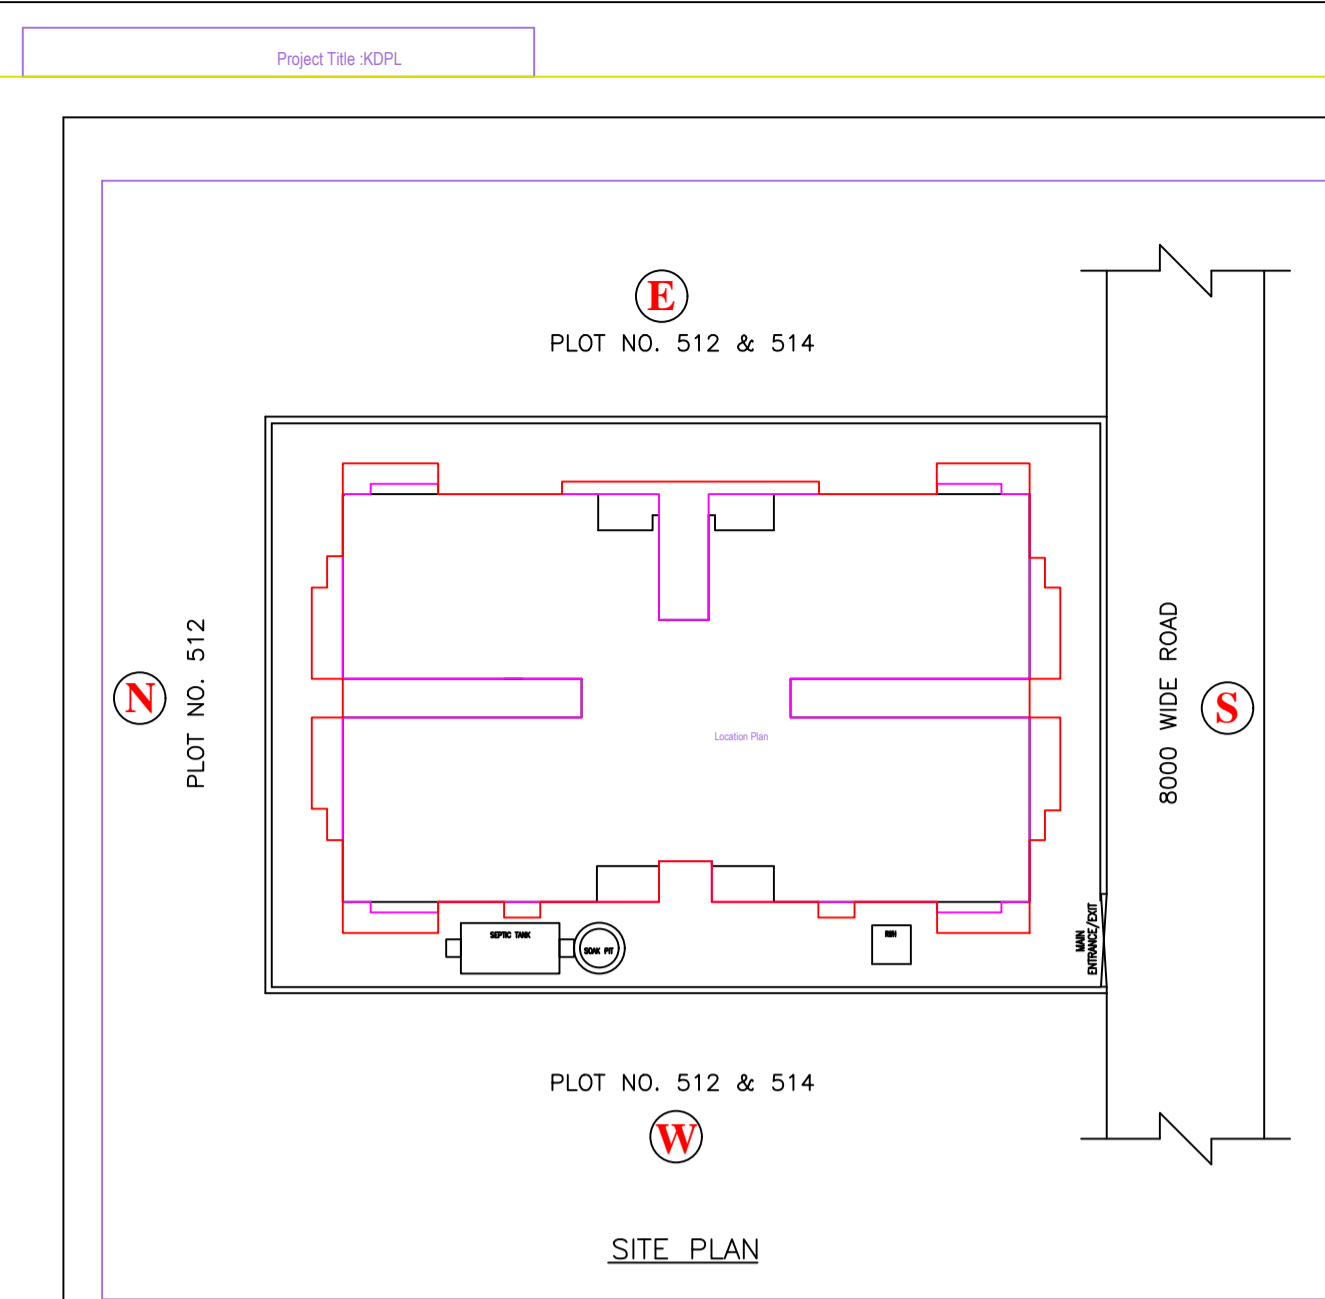 Project Title :KDPL
E
PLOT NO. 512 & 514
N
PLOT NO. 512
Location Plan
8000 WIDE ROAD
S
SEPTIC TANK
SOAK PIT
RWH
MAIN
ENTRANCE/EXIT
PLOT NO. 512 & 514
W
SITE PLAN